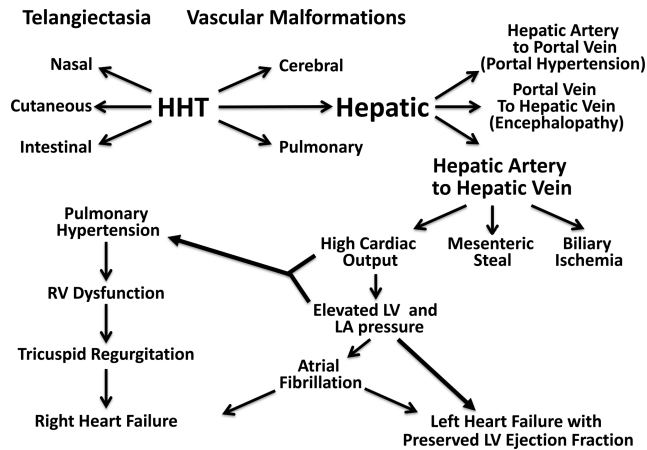 Telangiectasia
Vascular Malformations
Nasal
Cutaneous
Intestinal
HHT
Cerebral
Hepatic
Pulmonary
Hepatic Artery
to Portal Vein
(Portal Hypertension)
Portal Vein
To Hepatic Vein
(Encephalopathy)
Hepatic Artery
to Hepatic Vein
High Cardiac
Output
Mesenteric
Steal
Biliary
Ischemia
Pulmonary
Hypertension
RV Dysfunction
Tricuspid Regurgitation
Right Heart Failure
Elevated LV and
LA pressure
Atrial
Fibrillation
Left Heart Failure with
Preserved LV Ejection Fraction